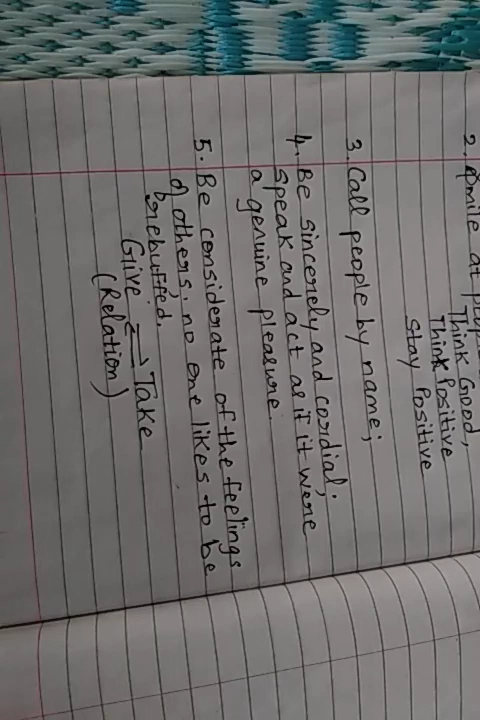 2. Smile at
Think Good,
Think Positive
Stay Positive
3. Call people by name;
4. Be sincerely and cordial;
speak and act as if it were
a genuine pleasure.
5. Be considerate of the feelings
of others. no one likes to be
rebuffed.
Give ⇌ Take
(Relation)